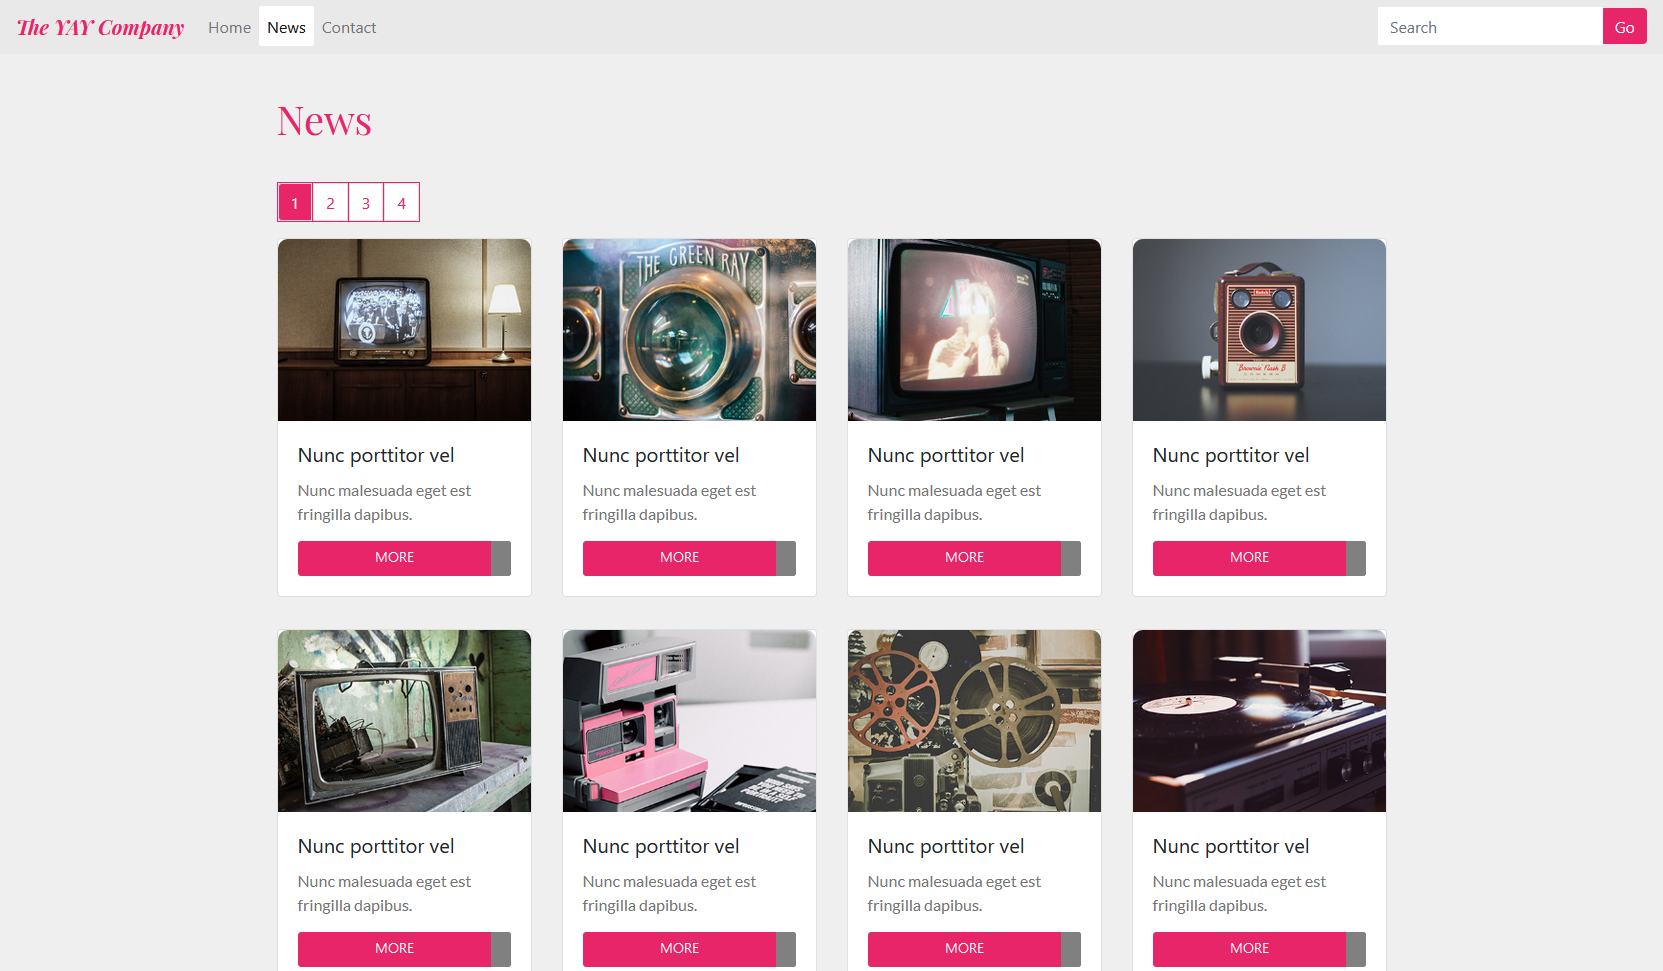 The YAY Company
Home News Contact
Search
Go
News
1 2 3 4
THE GREEN RAY
Kodak
"Brownie" Flash B
Nunc porttitor vel
Nunc malesuada eget est
fringilla dapibus.
MORE
Nunc porttitor vel
Nunc malesuada eget est
fringilla dapibus.
MORE
Nunc porttitor vel
Nunc malesuada eget est
fringilla dapibus.
MORE
Nunc porttitor vel
Nunc malesuada eget est
fringilla dapibus.
MORE
Nunc porttitor vel
Nunc malesuada eget est
fringilla dapibus.
MORE
Nunc porttitor vel
Nunc malesuada eget est
fringilla dapibus.
MORE
Nunc porttitor vel
Nunc malesuada eget est
fringilla dapibus.
MORE
Nunc porttitor vel
Nunc malesuada eget est
fringilla dapibus.
MORE